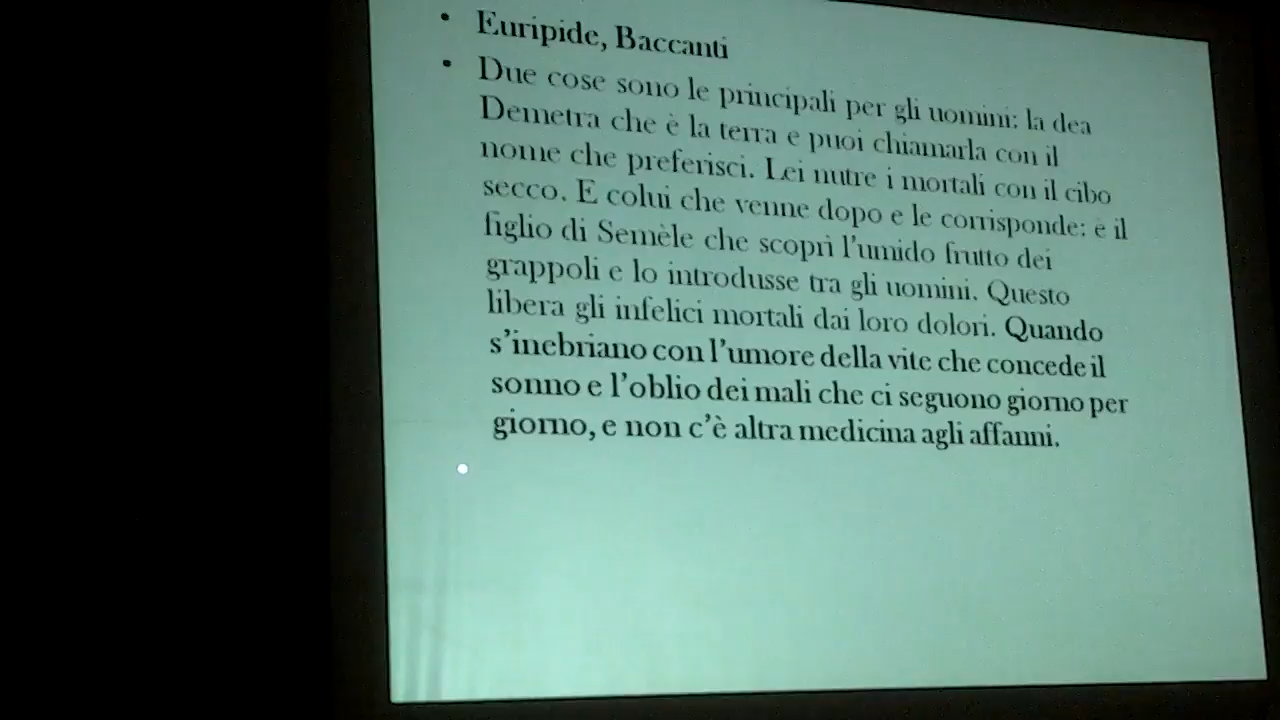 • Euripide, Baccanti
• Due cose sono le principali per gli uomini: la dea
Demetra che è la terra e puoi chiamarla con il
nome che preferisci. Lei nutre i mortali con il cibo
secco. E colui che venne dopo e le corrisponde: è il
figlio di Semèle che scoprì l'umido frutto dei
grappoli e lo introdusse tra gli uomini. Questo
libera gli infelici mortali dai loro dolori. Quando
s'inebriano con l'umore della vite che concede il
sonno e l'oblio dei mali che ci seguono giorno per
giorno, e non c'è altra medicina agli affanni.